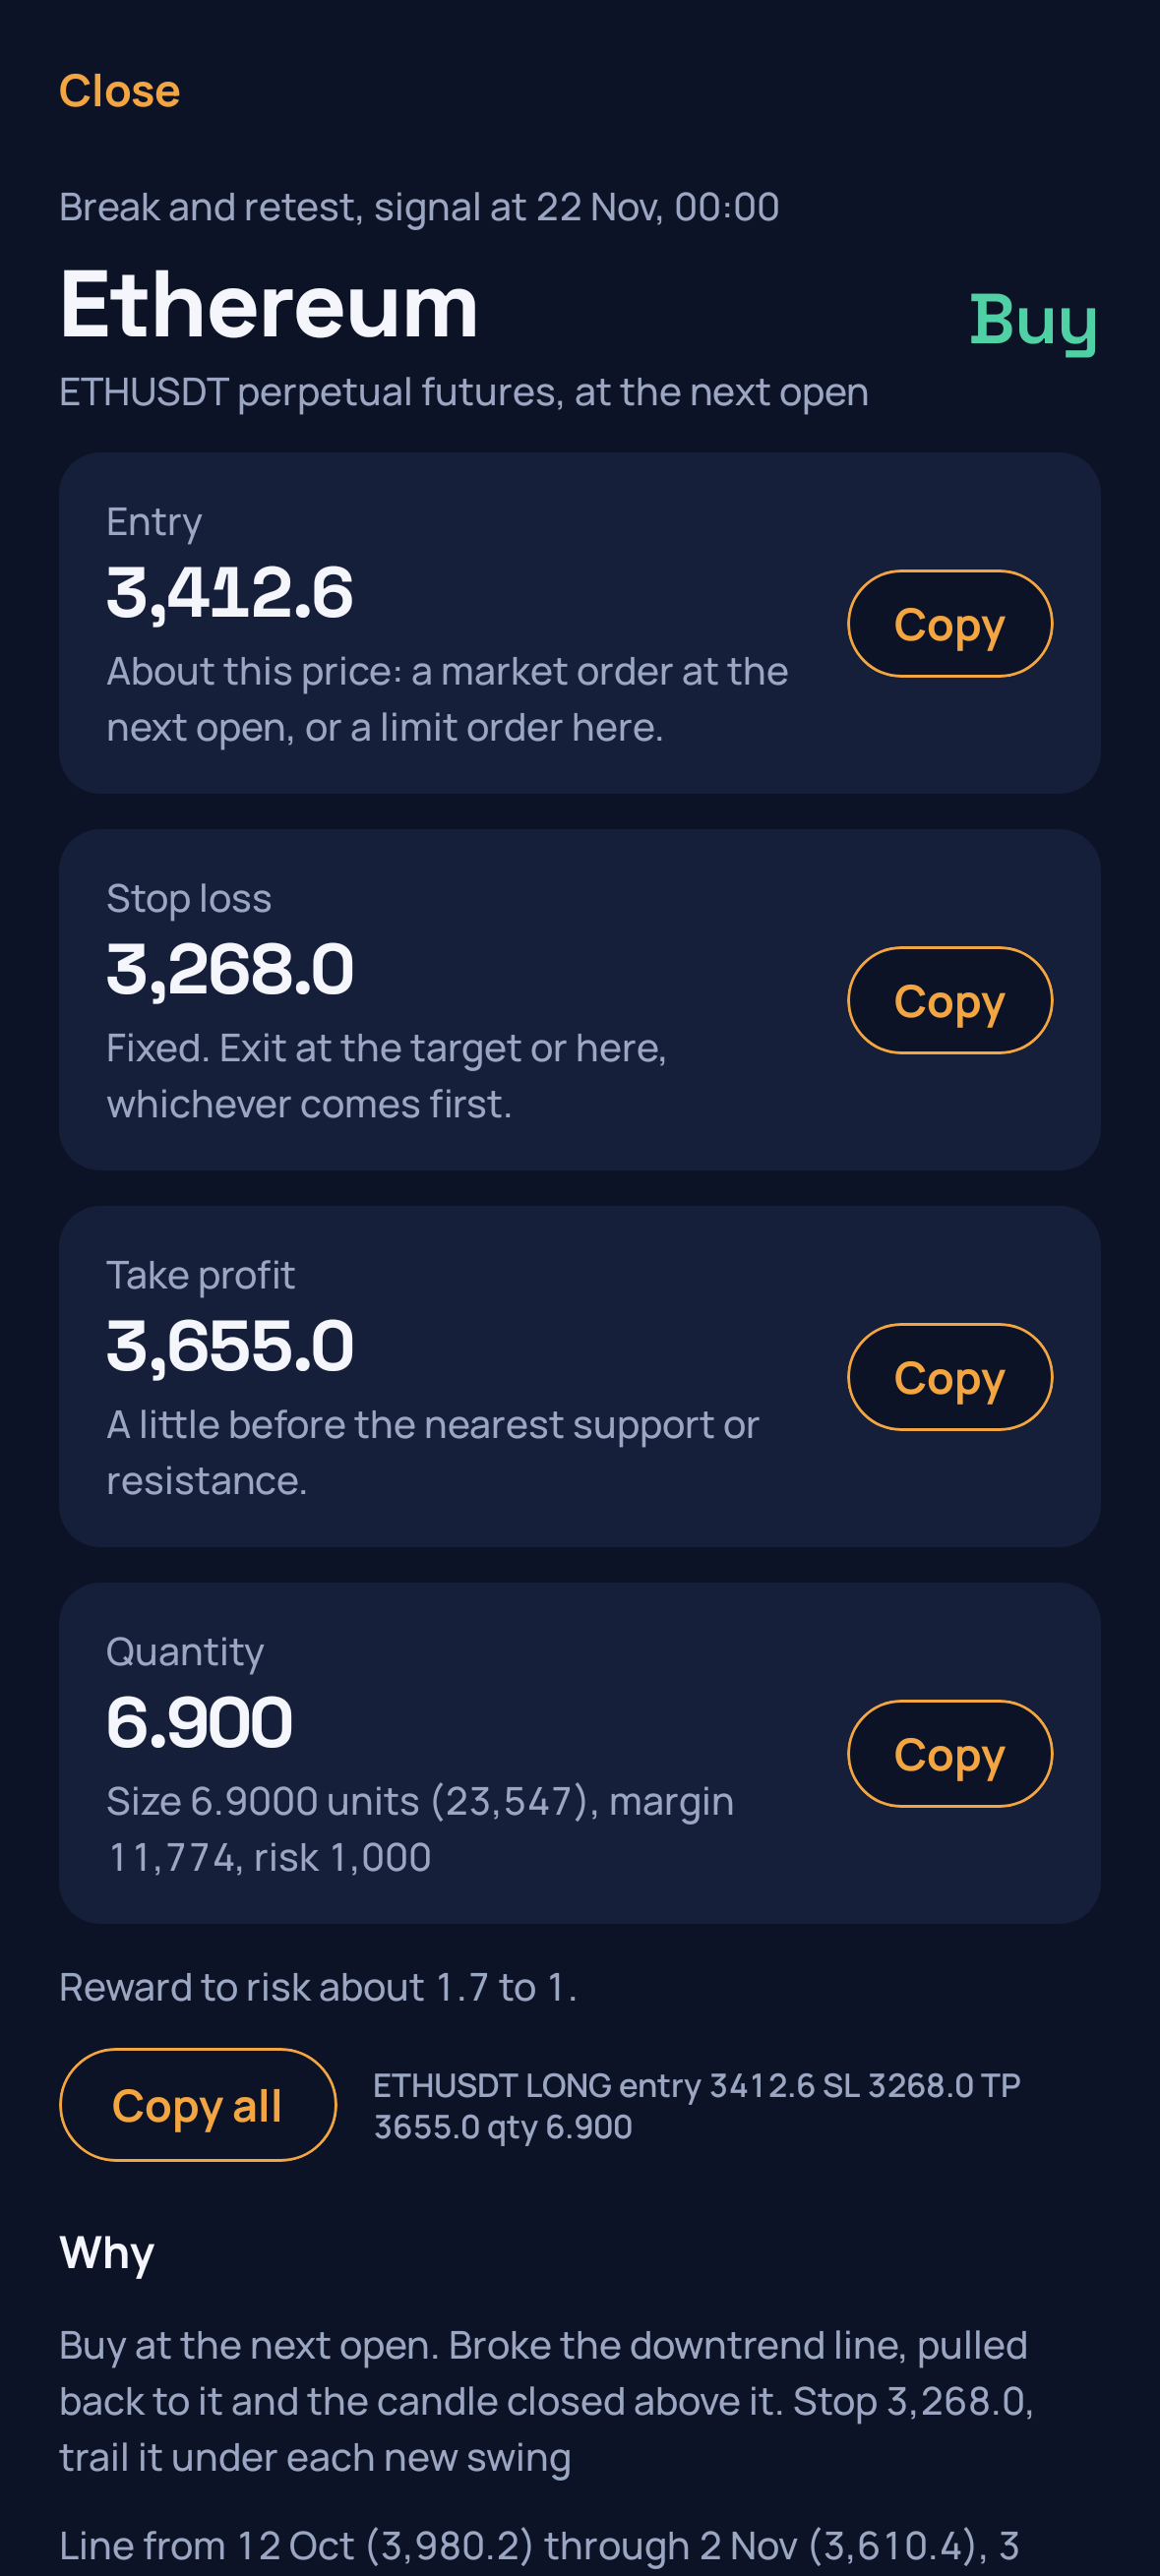 Close
Break and retest, signal at 22 Nov, 00:00
Ethereum
Buy
ETHUSDT perpetual futures, at the next open
Entry
3,412.6
About this price: a market order at the
next open, or a limit order here.
Copy
Stop loss
3,268.0
Fixed. Exit at the target or here,
whichever comes first.
Copy
Take profit
3,655.0
A little before the nearest support or
resistance.
Copy
Quantity
6.900
Size 6.9000 units (23,547), margin
11,774, risk 1,000
Copy
Reward to risk about 1.7 to 1.
Copy all
ETHUSDT LONG entry 3412.6 SL 3268.0 TP
3655.0 qty 6.900
Why
Buy at the next open. Broke the downtrend line, pulled
back to it and the candle closed above it. Stop 3,268.0,
trail it under each new swing
Line from 12 Oct (3,980.2) through 2 Nov (3,610.4), 3